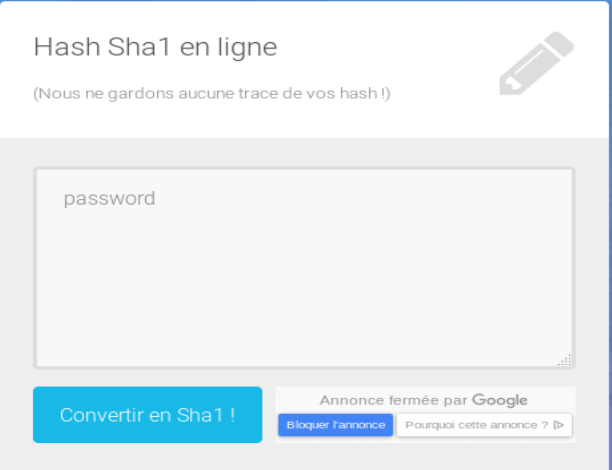 Hash Sha1 en ligne
(Nous ne gardons aucune trace de vos hash !)
password
Convertir en Sha1 !
Annonce fermée par Google
Bloquer l'annonce
Pourquoi cette annonce ?